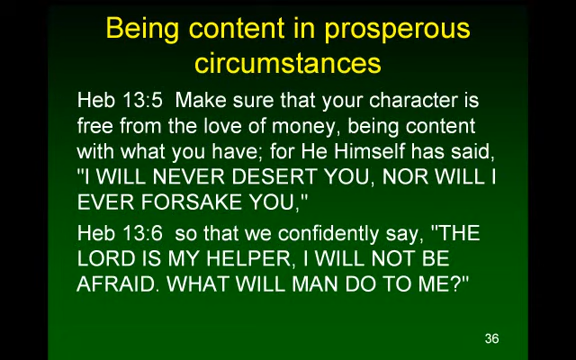 Being content in prosperous
circumstances
Heb 13:5 Make sure that your character is
free from the love of money, being content
with what you have; for He Himself has said,
"I WILL NEVER DESERT YOU, NOR WILL I
EVER FORSAKE YOU,"
Heb 13:6 so that we confidently say, "THE
LORD IS MY HELPER, I WILL NOT BE
AFRAID. WHAT WILL MAN DO TO ME?"
36